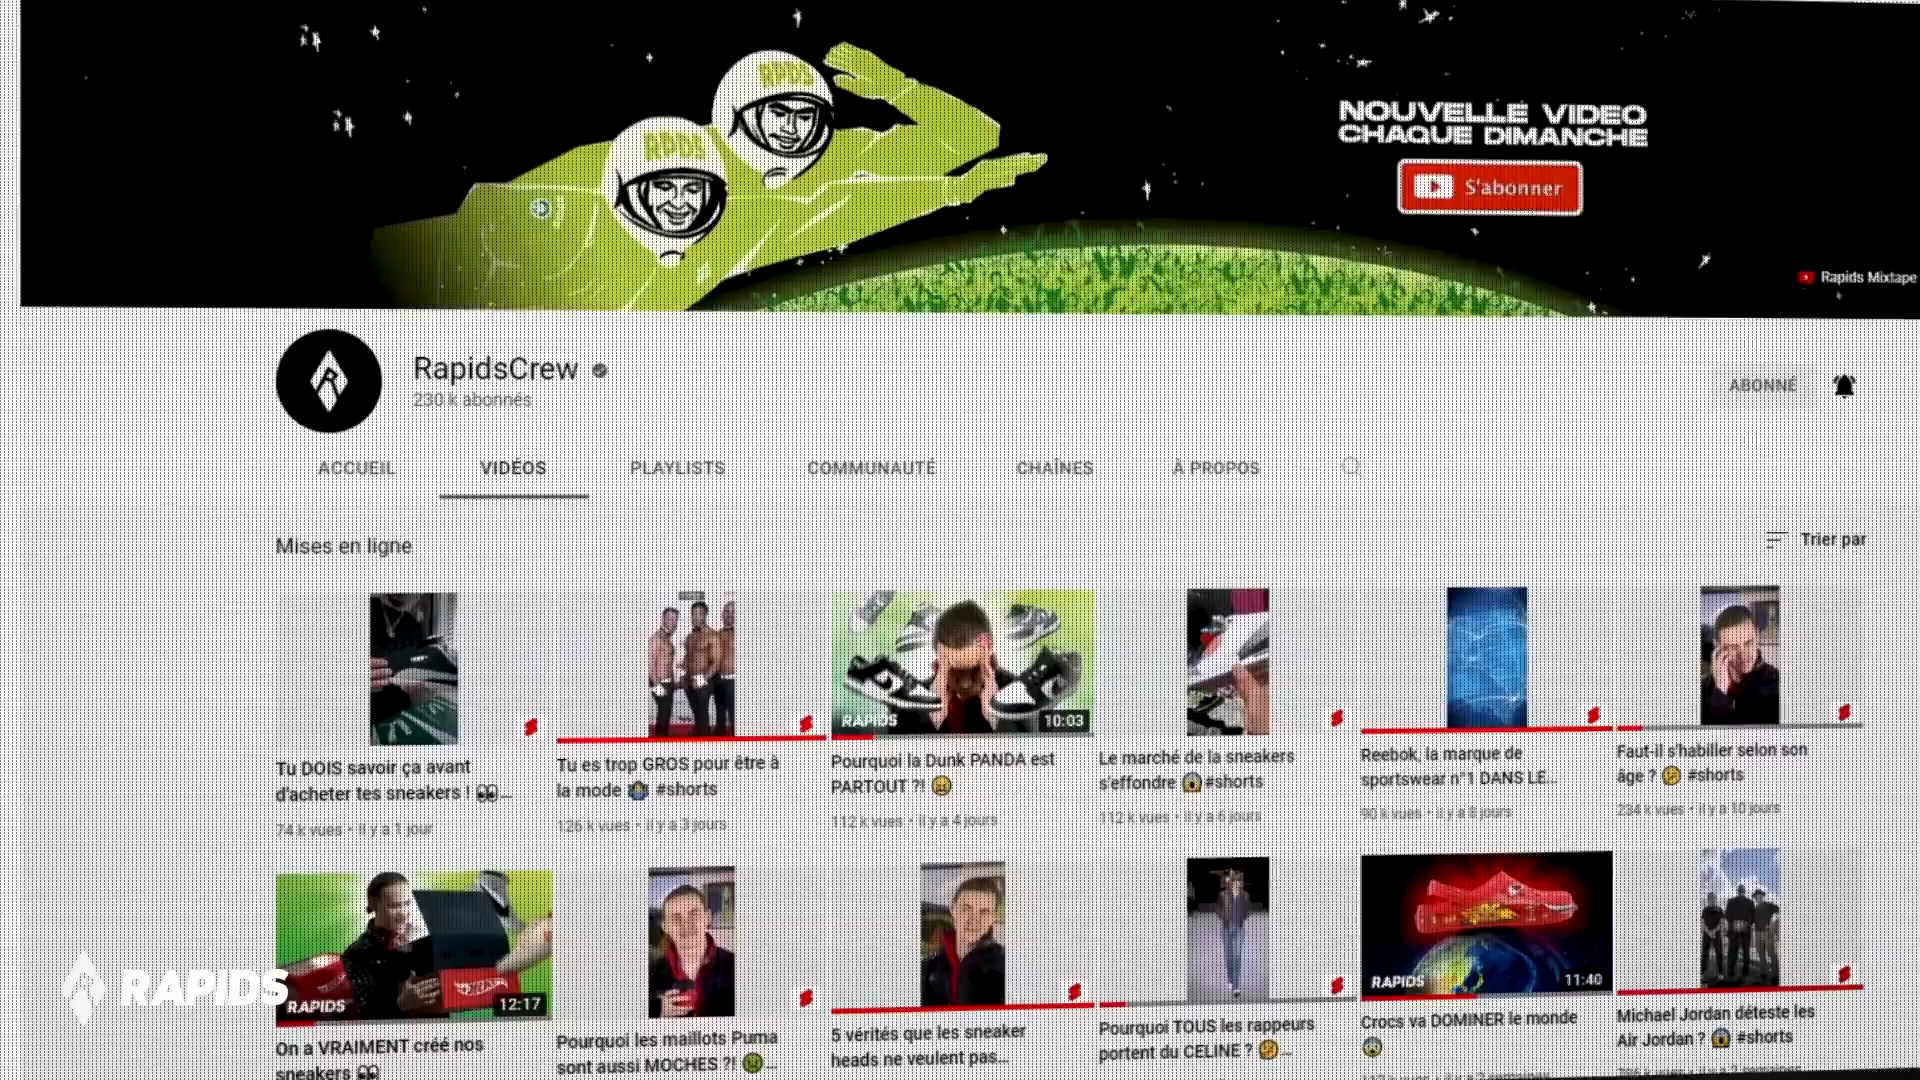 RPDS
RPDS
NOUVELLE VIDEO
CHAQUE DIMANCHE
S'abonner
Rapids Mixtape
RapidsCrew
230 k abonnés
ABONNÉ
ACCUEIL
VIDÉOS
PLAYLISTS
COMMUNAUTÉ
CHAÎNES
À PROPOS
Mises en ligne
Trier par
RAPIDS
10:03
Tu DOIS savoir ça avant
d'acheter tes sneakers ! 👀...
74 k vues • il y a 1 jour
Tu es trop GROS pour être à
la mode 🤷 #shorts
126 k vues • il y a 3 jours
Pourquoi la Dunk PANDA est
PARTOUT ?! 😆
112 k vues • il y a 4 jours
Le marché de la sneakers
s'effondre 😱 #shorts
112 k vues • il y a 6 jours
Reebok, la marque de
sportswear n°1 DANS LE...
90 k vues • il y a 8 jours
Faut-il s'habiller selon son
âge ? 🤔 #shorts
234 k vues • il y a 10 jours
RAPIDS
RAPIDS
12:17
RAPIDS
11:40
On a VRAIMENT créé nos
sneakers 👀
Pourquoi les maillots Puma
sont aussi MOCHES ?! 🤢...
5 vérités que les sneaker
heads ne veulent pas...
Pourquoi TOUS les rappeurs
portent du CELINE ? 🤔...
Crocs va DOMINER le monde
😱
Michael Jordan déteste les
Air Jordan ? 😱 #shorts